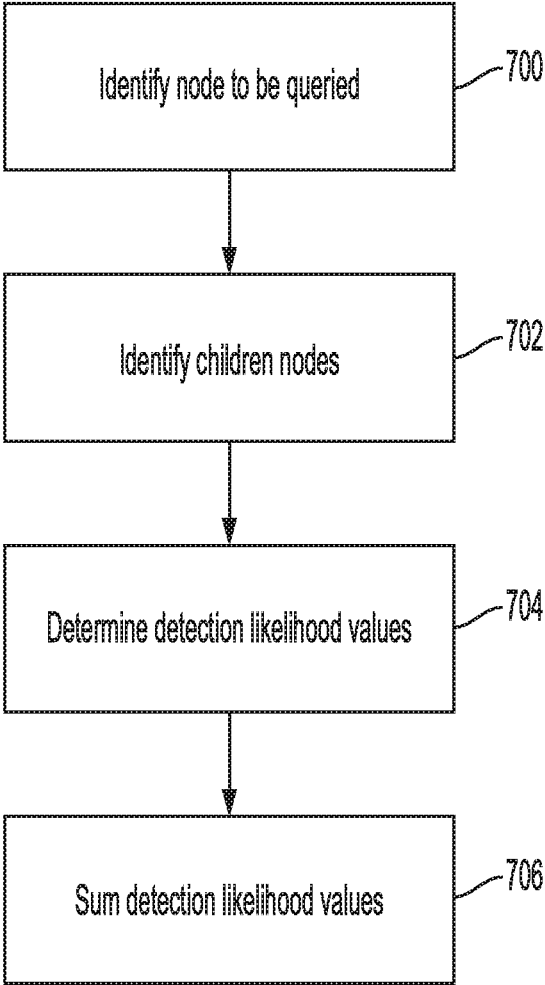 Identify node to be queried
700
Identify children nodes
702
Determine detection likelihood values
704
Sum detection likelihood values
706